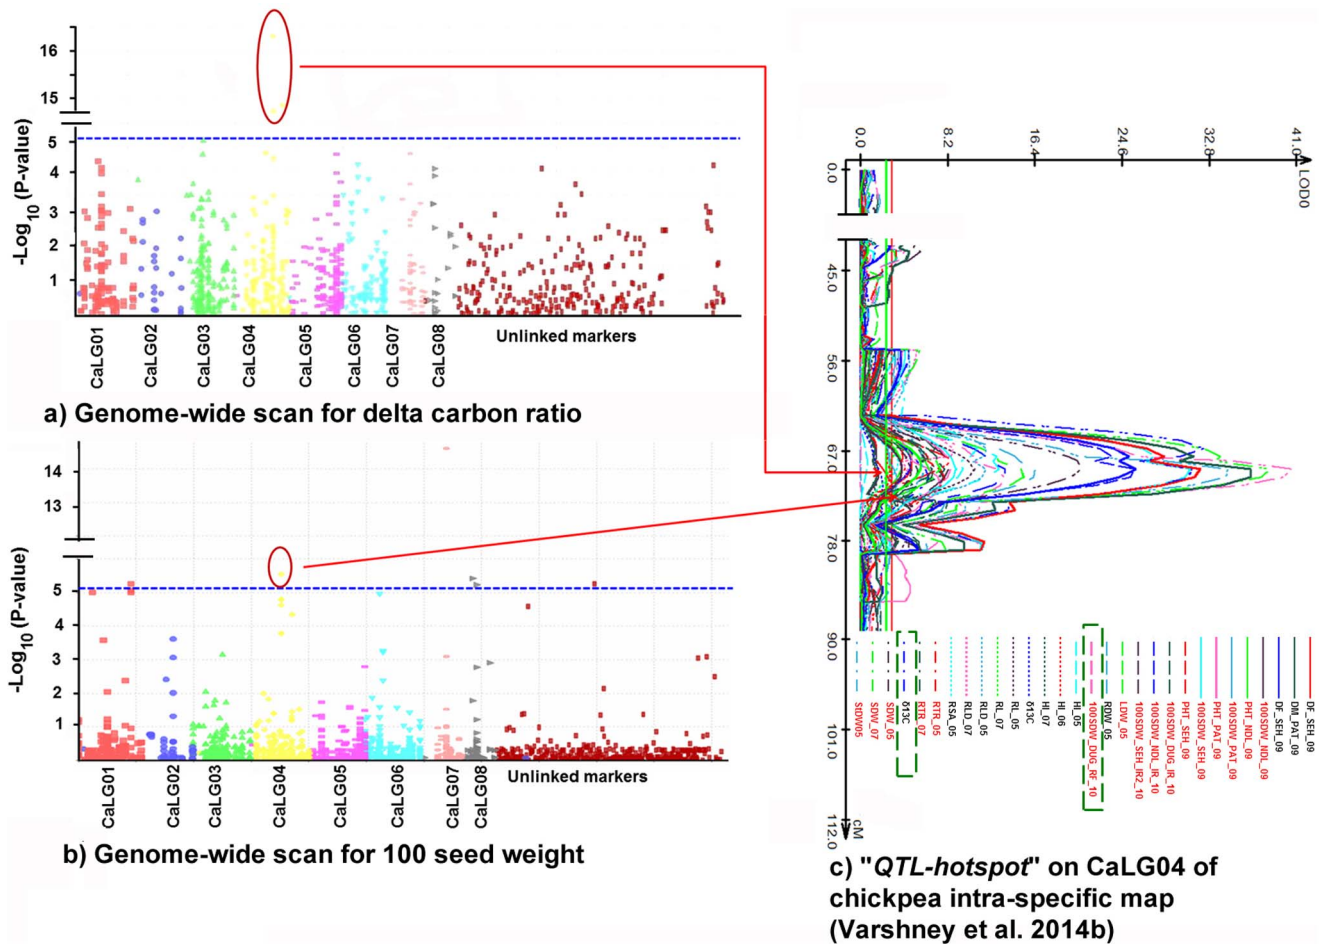 16
15
5
4
3
2
1
-Log10 (P-value)
CaLG01
CaLG02
CaLG03
CaLG04
CaLG05
CaLG06
CaLG07
CaLG08
Unlinked markers
a) Genome-wide scan for delta carbon ratio
14
13
5
4
3
2
1
-Log10 (P-value)
CaLG01
CaLG02
CaLG03
CaLG04
CaLG05
CaLG06
CaLG07
CaLG08
Unlinked markers
b) Genome-wide scan for 100 seed weight
0.0
8.2
16.4
24.6
32.8
41.0
LOD0
0.0
45.0
56.0
67.0
78.0
90.0
101.0
112.0
cM
SDW_07
SDW_05
δ13C
RTR_07
RTR_05
RSA_05
RLD_07
RLD_05
RL_07
RL_05
δ13C
HI_07
HI_06
HI_05
100SDW_DUG_RF_10
RDW_05
LDW_05
100SDW_SEH_IR2_10
100SDW_NDL_IR_10
100SDW_DUG_IR_10
PHT_SEH_09
100SDW_SEH_09
PHT_PAT_09
100SDW_PAT_09
PHT_NDL_09
100SDW_NDL_09
DF_SEH_09
DM_PAT_09
DF_SEH_09
c) "QTL-hotspot" on CaLG04 of
chickpea intra-specific map
(Varshney et al. 2014b)